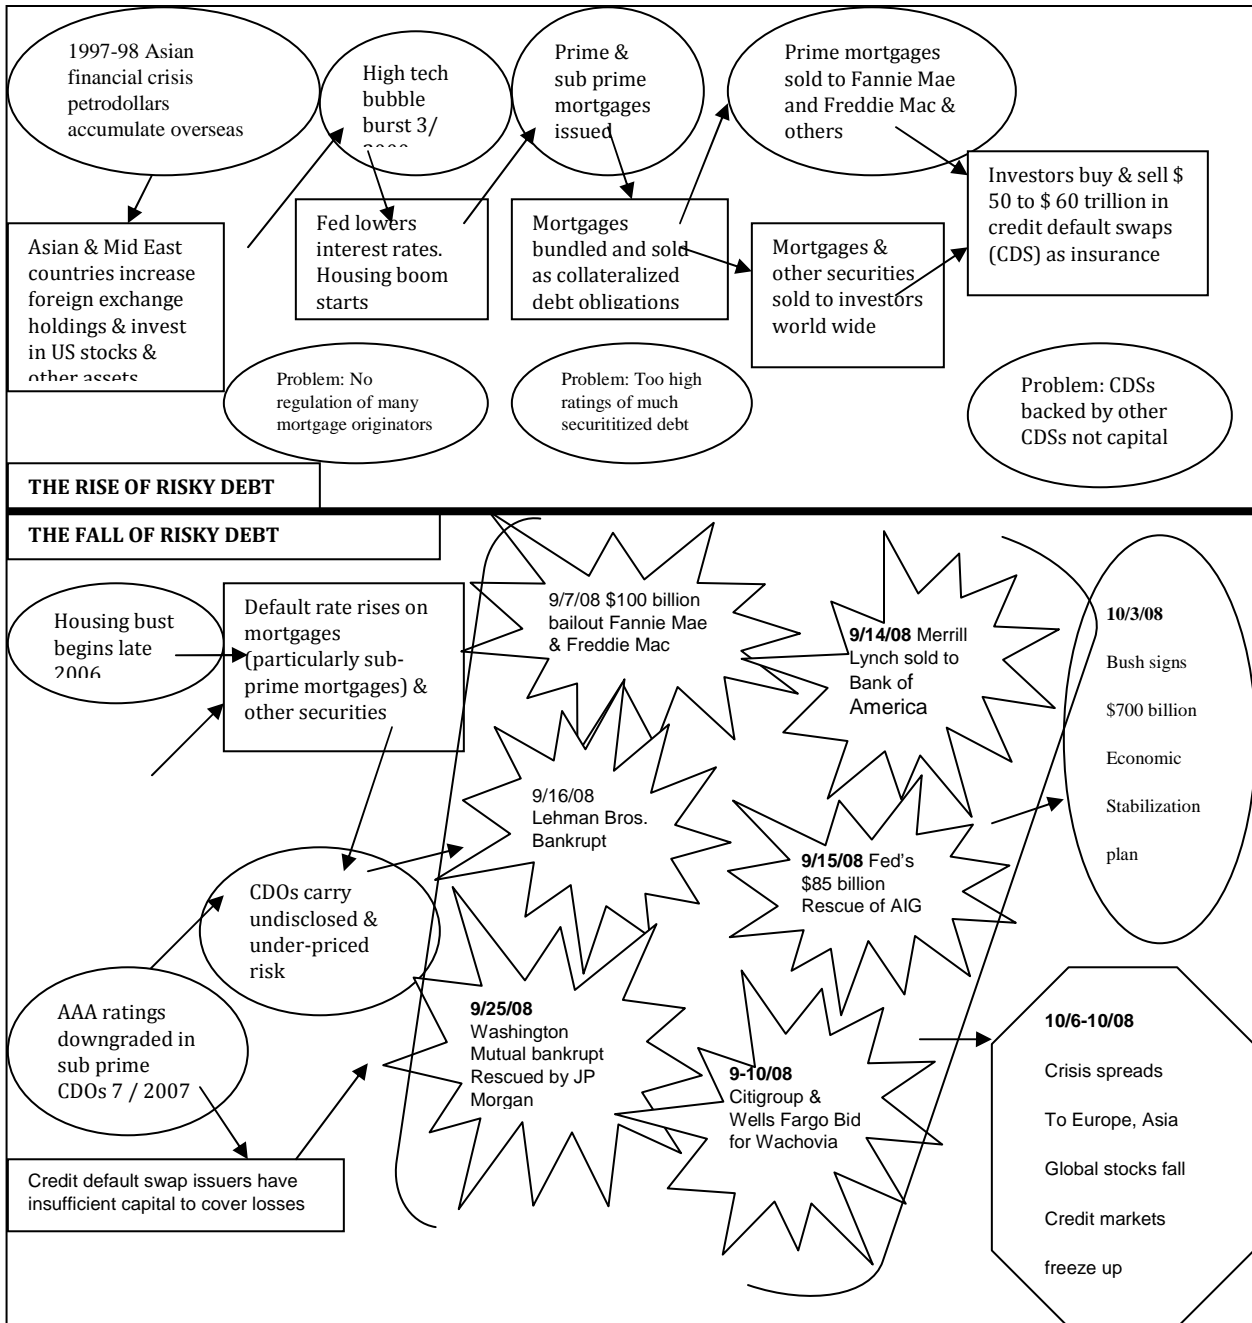 1997-98 Asian
financial crisis
petrodollars
accumulate overseas
High tech
bubble
burst 3/
Prime &
sub prime
mortgages
issued
Prime mortgages
sold to Fannie Mae
and Freddie Mac &
others
Asian & Mid East
countries increase
foreign exchange
holdings & invest
in US stocks &
other assets
Fed lowers
interest rates.
Housing boom
starts
Mortgages
bundled and sold
as collateralized
debt obligations
Mortgages &
other securities
sold to investors
world wide
Investors buy & sell $
50 to $ 60 trillion in
credit default swaps
(CDS) as insurance
Problem: No
regulation of many
mortgage originators
Problem: Too high
ratings of much
securititized debt
Problem: CDSs
backed by other
CDSs not capital
THE RISE OF RISKY DEBT
THE FALL OF RISKY DEBT
Housing bust
begins late
2006
Default rate rises on
mortgages
(particularly sub-
prime mortgages) &
other securities
9/7/08 $100 billion
bailout Fannie Mae
& Freddie Mac
9/14/08 Merrill
Lynch sold to
Bank of
America
10/3/08
Bush signs
$700 billion
Economic
Stabilization
plan
9/16/08
Lehman Bros.
Bankrupt
9/15/08 Fed's
$85 billion
Rescue of AIG
CDOs carry
undisclosed &
under-priced
risk
AAA ratings
downgraded in
sub prime
CDOs 7 / 2007
9/25/08
Washington
Mutual bankrupt
Rescued by JP
Morgan
9-10/08
Citigroup &
Wells Fargo Bid
for Wachovia
10/6-10/08
Crisis spreads
To Europe, Asia
Global stocks fall
Credit markets
freeze up
Credit default swap issuers have
insufficient capital to cover losses